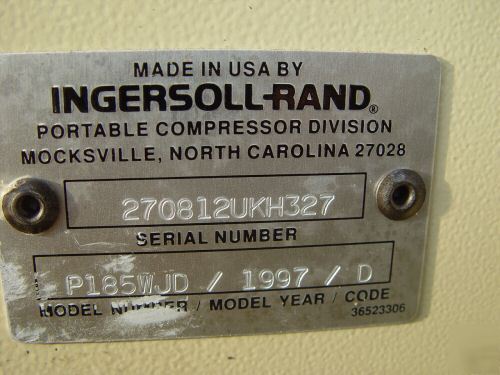 MADE IN USA BY
INGERSOLL-RAND®
PORTABLE COMPRESSOR DIVISION
MOCKSVILLE, NORTH CAROLINA 27028
270812UKH327
SERIAL NUMBER
P185WJD / 1997 / D
MODEL NUMBER / MODEL YEAR / CODE
36523306